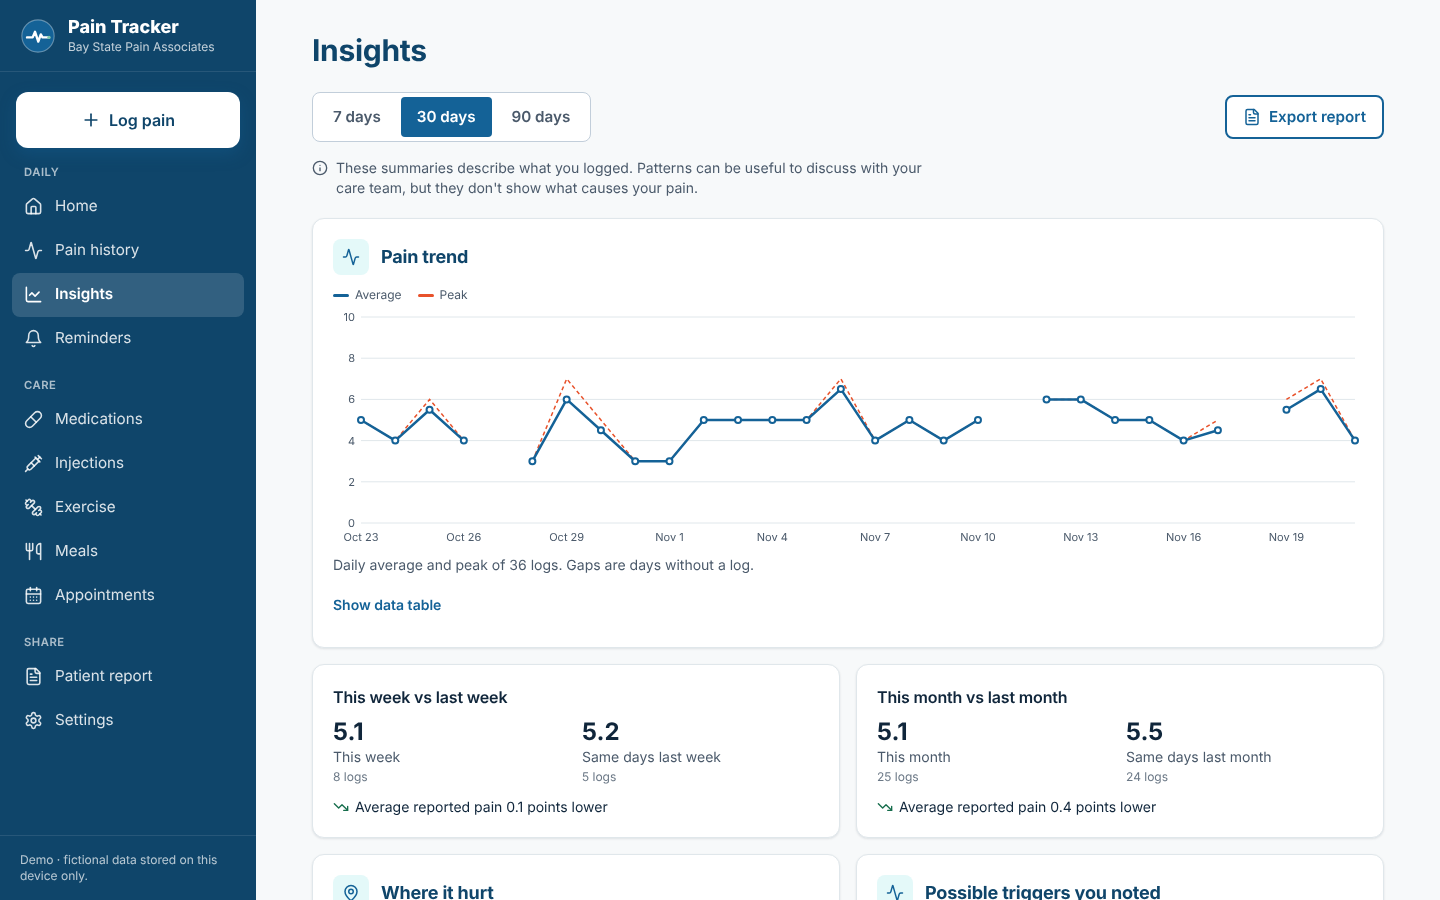 Pain Tracker
Bay State Pain Associates
Log pain
DAILY
Home
Pain history
Insights
Reminders
CARE
Medications
Injections
Exercise
Meals
Appointments
SHARE
Patient report
Settings
Demo · fictional data stored on this
device only.
Insights
7 days
30 days
90 days
Export report
These summaries describe what you logged. Patterns can be useful to discuss with your
care team, but they don't show what causes your pain.
Pain trend
Average
Peak
10
8
6
4
2
0
Oct 23
Oct 26
Oct 29
Nov 1
Nov 4
Nov 7
Nov 10
Nov 13
Nov 16
Nov 19
Daily average and peak of 36 logs. Gaps are days without a log.
Show data table
This week vs last week
5.1
This week
8 logs
5.2
Same days last week
5 logs
Average reported pain 0.1 points lower
This month vs last month
5.1
This month
25 logs
5.5
Same days last month
24 logs
Average reported pain 0.4 points lower
Where it hurt
Possible triggers you noted